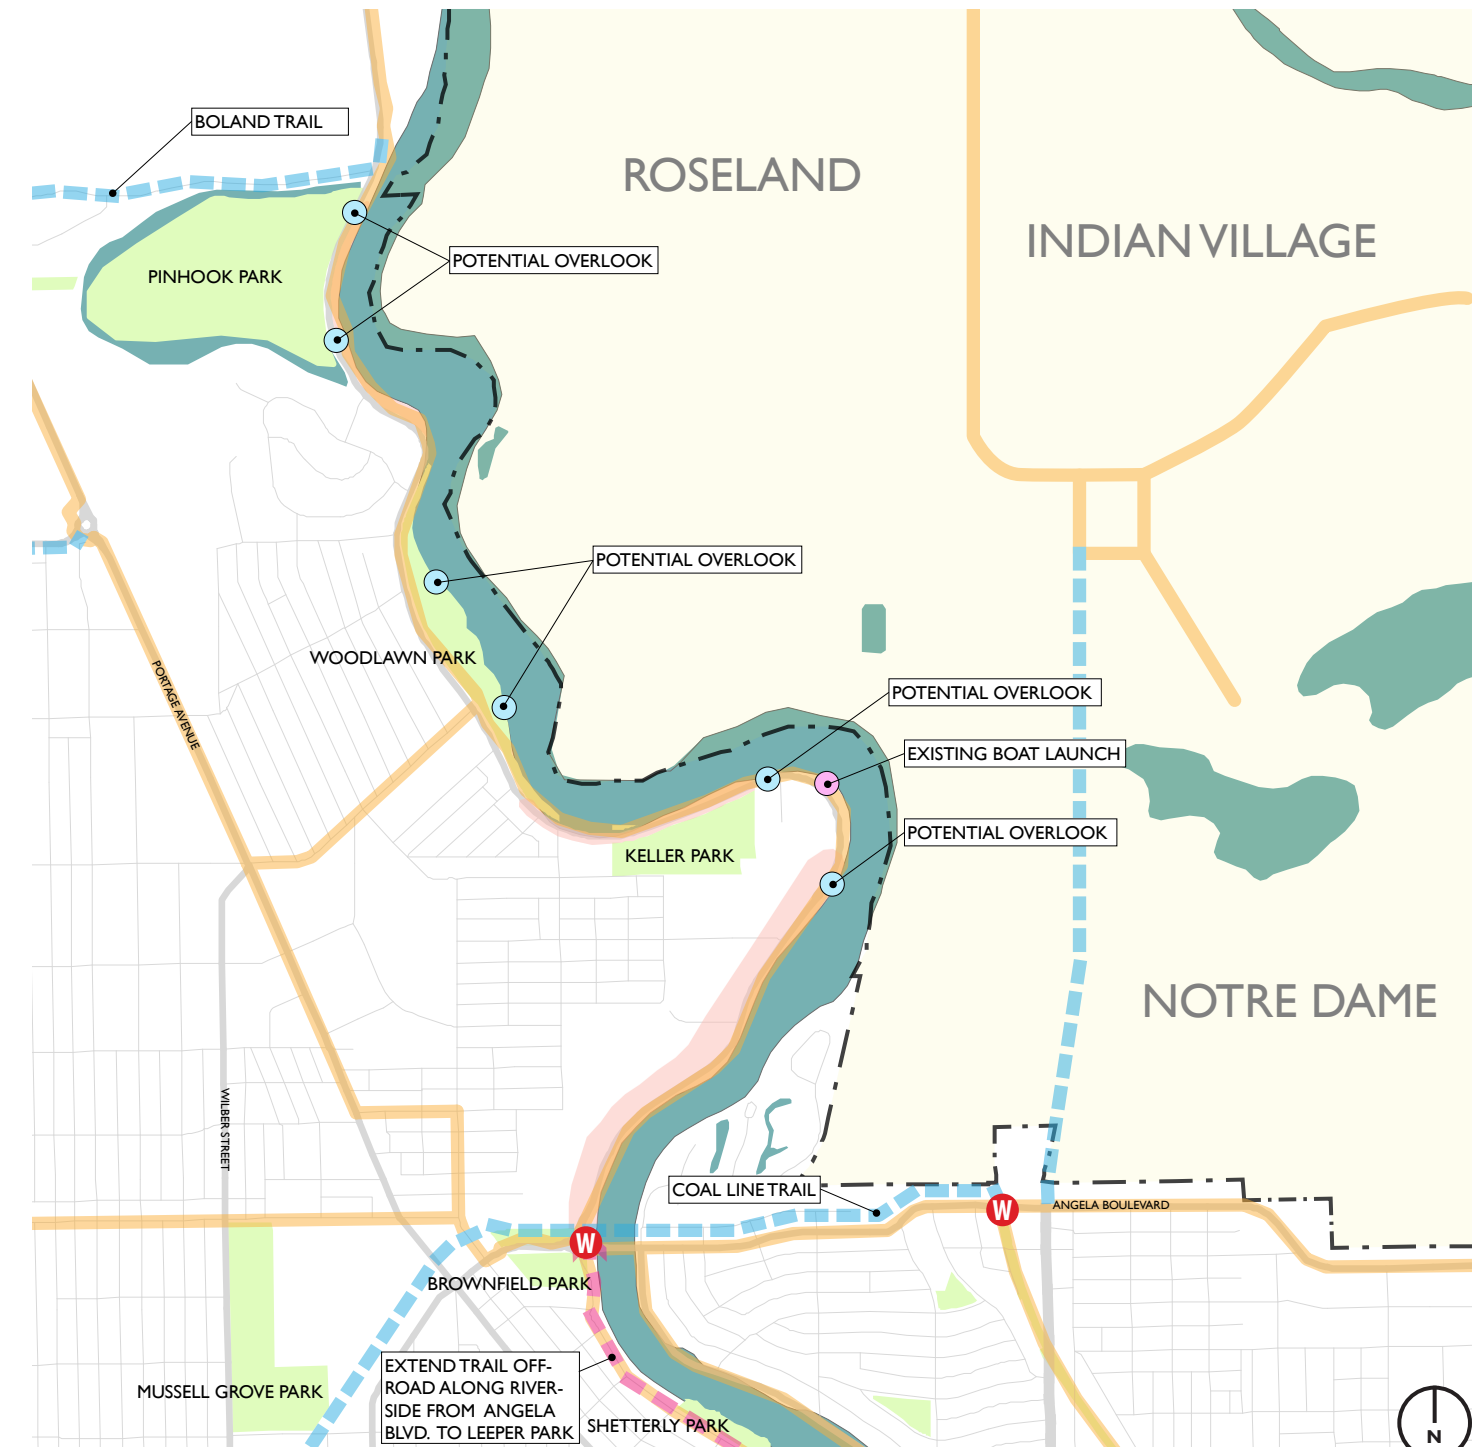 BOLAND TRAIL
ROSELAND
INDIAN VILLAGE
POTENTIAL OVERLOOK
PINHOOK PARK
POTENTIAL OVERLOOK
WOODLAWN PARK
PORTAGE AVENUE
POTENTIAL OVERLOOK
EXISTING BOAT LAUNCH
POTENTIAL OVERLOOK
KELLER PARK
NOTRE DAME
WILBER STREET
COAL LINE TRAIL
ANGELA BOULEVARD
W
W
BROWNFIELD PARK
EXTEND TRAIL OFF-
ROAD ALONG RIVER-
SIDE FROM ANGELA
BLVD. TO LEEPER PARK
MUSSELL GROVE PARK
SHETTERLY PARK
N